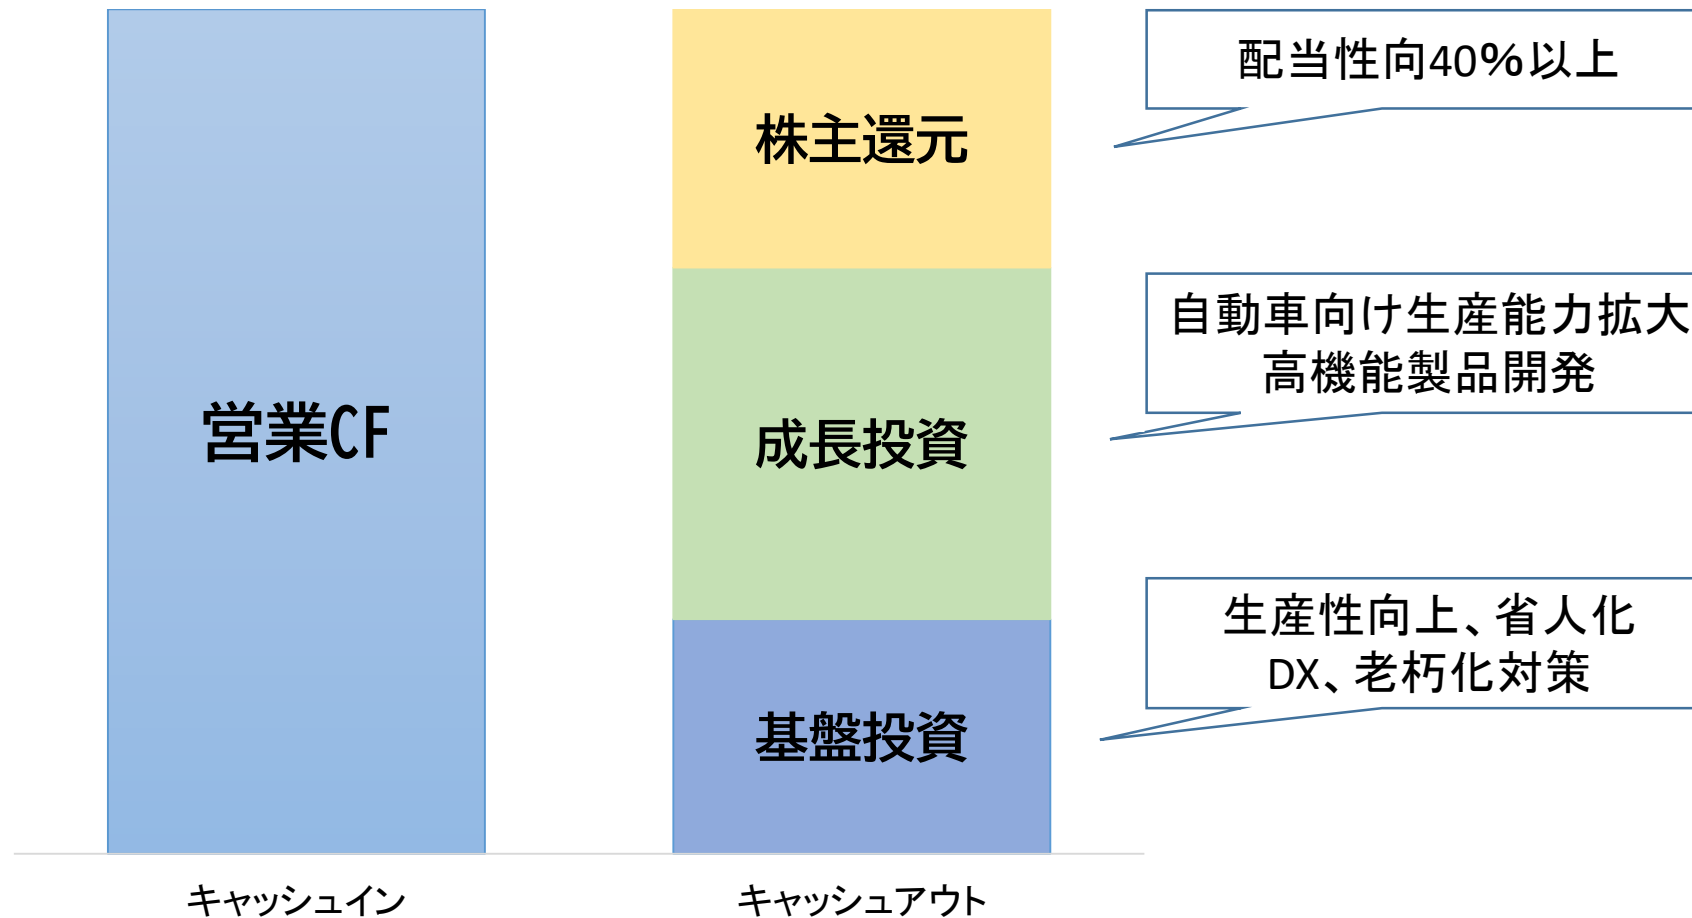 配当性向40%以上
株主還元
自動車向け生産能力拡大
高機能製品開発
営業CF
成長投資
生産性向上、省人化
DX、老朽化対策
基盤投資
キャッシュイン
キャッシュアウト